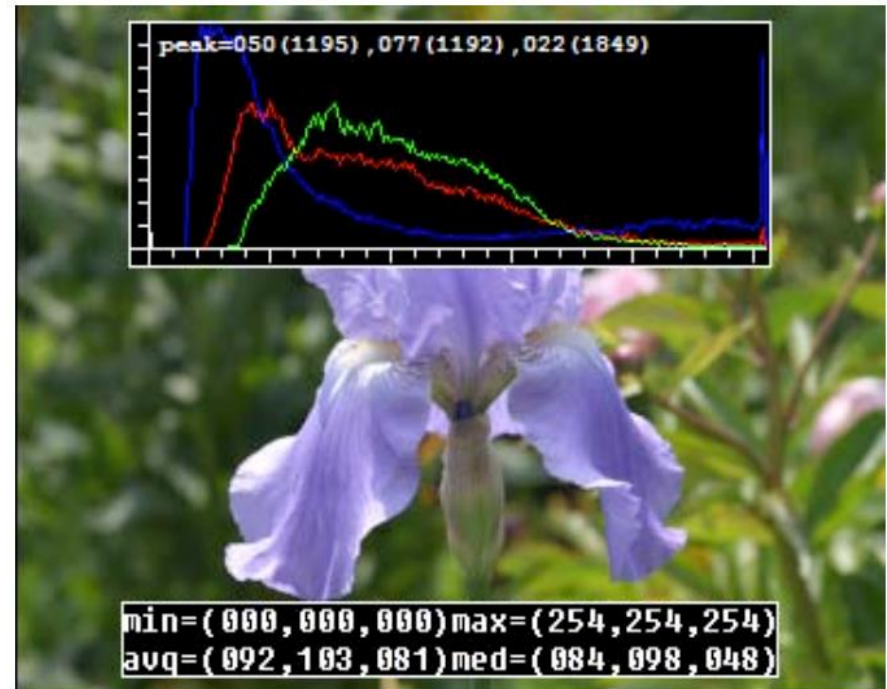 peak=050(1195),077(1192),022(1849)
min=(000,000,000)max=(254,254,254)
avg=(092,103,081)med=(084,098,048)